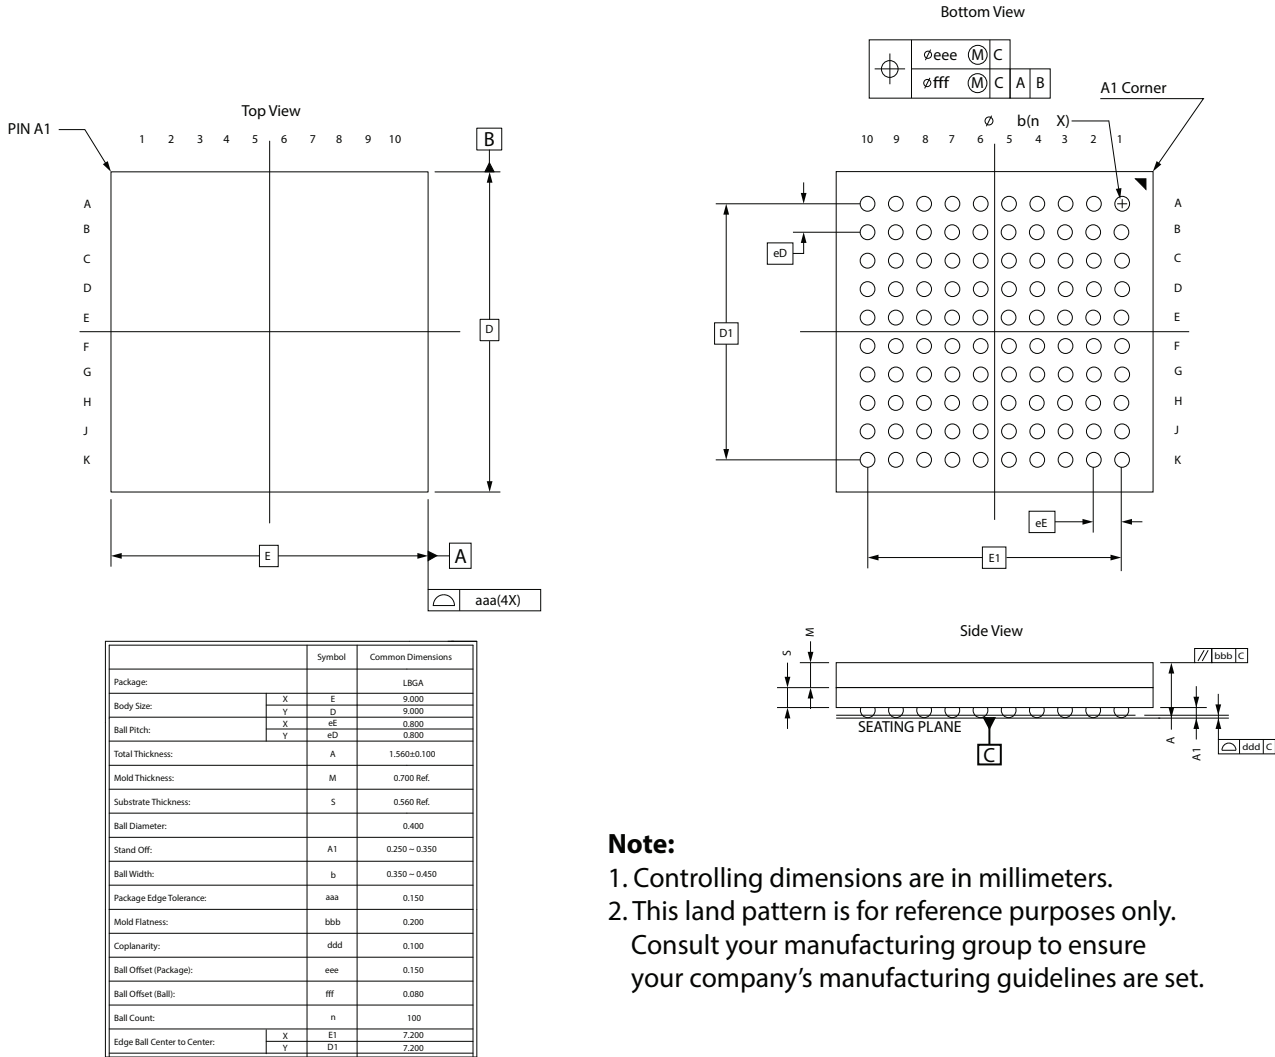 Top View
PIN A1
1 2 3 4 5 6 7 8 9 10
B
A
B
C
D
E
F
G
H
J
K
D
E
A
aaa(4X)
Bottom View
⌀eee Ⓜ C
⌀fff Ⓜ C A B
A1 Corner
⌀ b(n X)
10 9 8 7 6 5 4 3 2 1
A
B
C
D
E
F
G
H
J
K
eD
D1
eE
E1
Side View
S
M
// bbb C
SEATING PLANE
C
A
A1
ddd C
Symbol Common Dimensions
Package: LBGA
Body Size: X E 9.000
Y D 9.000
Ball Pitch: X eE 0.800
Y eD 0.800
Total Thickness: A 1.560±0.100
Mold Thickness: M 0.700 Ref.
Substrate Thickness: S 0.560 Ref.
Ball Diameter: 0.400
Stand Off: A1 0.250 ~ 0.350
Ball Width: b 0.350 ~ 0.450
Package Edge Tolerance: aaa 0.150
Mold Flatness: bbb 0.200
Coplanarity: ddd 0.100
Ball Offset (Package): eee 0.150
Ball Offset (Ball): fff 0.080
Ball Count: n 100
Edge Ball Center to Center: X E1 7.200
Y D1 7.200
Note:
1. Controlling dimensions are in millimeters.
2. This land pattern is for reference purposes only.
Consult your manufacturing group to ensure
your company's manufacturing guidelines are set.